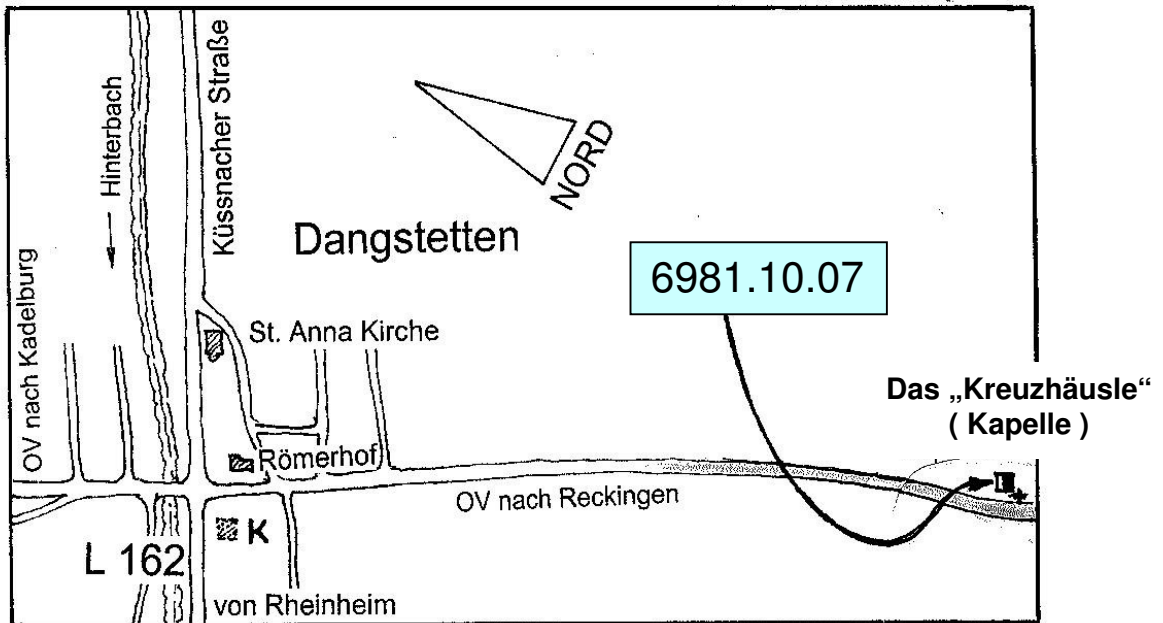 Hinterbach
Küssnacher Straße
NORD
Dangstetten
6981.10.07
OV nach Kadelburg
St. Anna Kirche
Das „Kreuzhäusle“
( Kapelle )
Römerhof
OV nach Reckingen
K
L 162
von Rheinheim